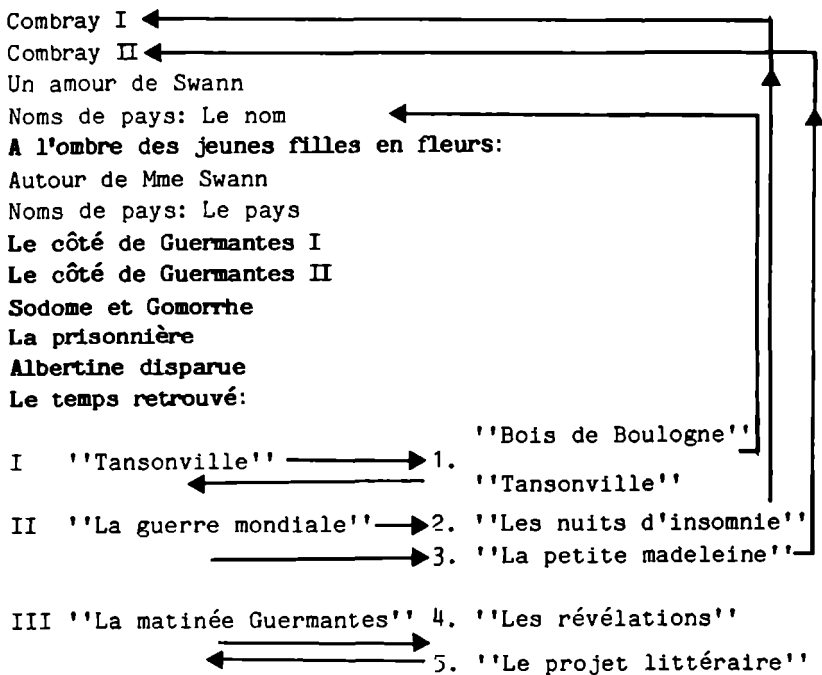 Combray I
Combray II
Un amour de Swann
Noms de pays: Le nom
A l'ombre des jeunes filles en fleurs:
Autour de Mme Swann
Noms de pays: Le pays
Le côté de Guermantes I
Le côté de Guermantes II
Sodome et Gomorrhe
La prisonnière
Albertine disparue
Le temps retrouvé:
''Bois de Boulogne''
I ''Tansonville'' 1.
''Tansonville''
II ''La guerre mondiale'' 2. ''Les nuits d'insomnie''
3. ''La petite madeleine''
III ''La matinée Guermantes'' 4. ''Les révélations''
5. ''Le projet littéraire''